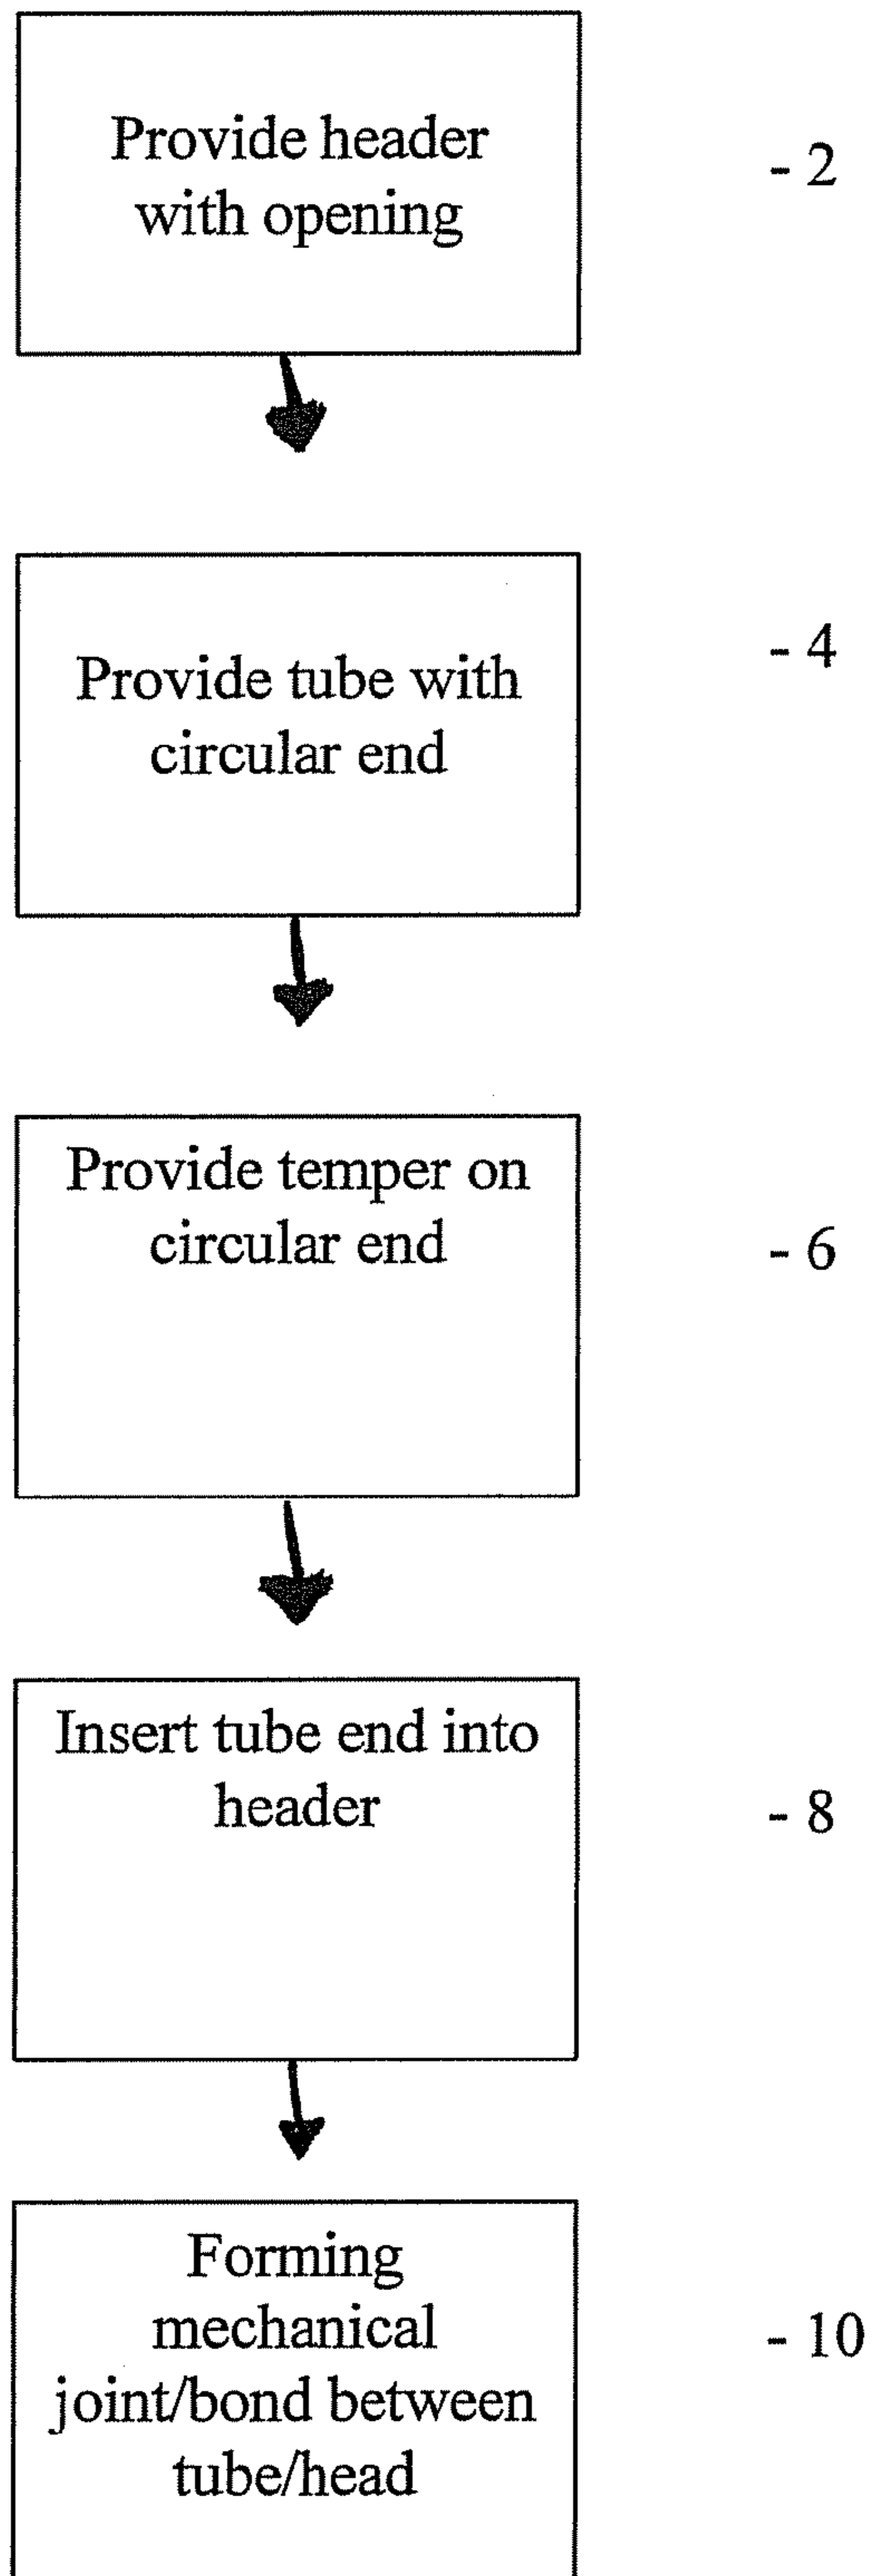 Provide header
with opening
- 2
Provide tube with
circular end
- 4
Provide temper on
circular end
- 6
Insert tube end into
header
- 8
Forming
mechanical
joint/bond between
tube/head
- 10